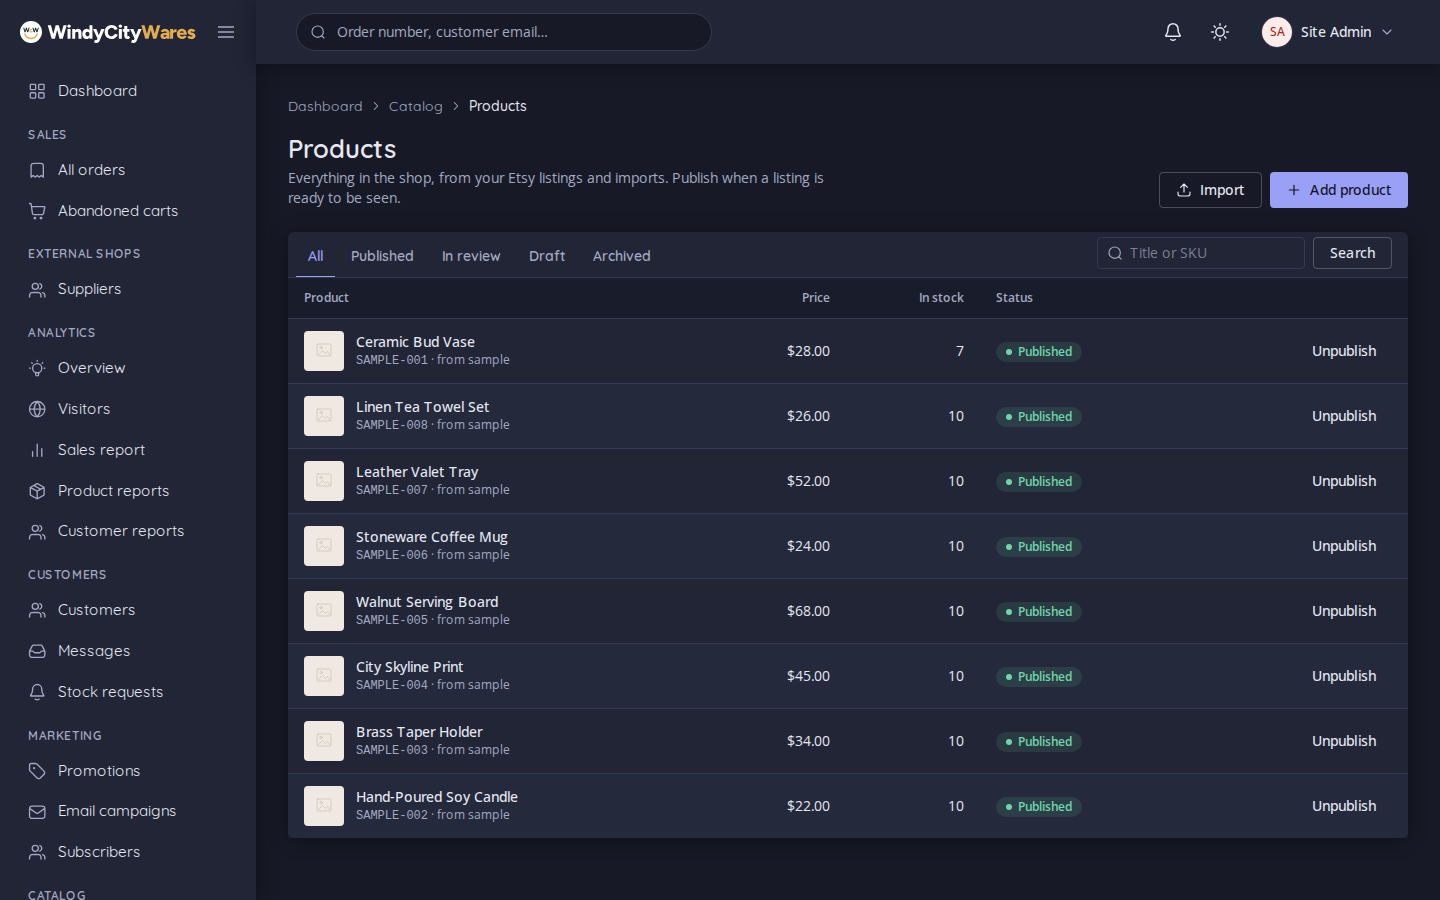 WindyCityWares
Order number, customer email...
SA
Site Admin
Dashboard
SALES
All orders
Abandoned carts
EXTERNAL SHOPS
Suppliers
ANALYTICS
Overview
Visitors
Sales report
Product reports
Customer reports
CUSTOMERS
Customers
Messages
Stock requests
MARKETING
Promotions
Email campaigns
Subscribers
CATALOG
Dashboard > Catalog > Products
Products
Everything in the shop, from your Etsy listings and imports. Publish when a listing is
ready to be seen.
Import
Add product
All Published In review Draft Archived
Title or SKU
Search
Product Price In stock Status
Ceramic Bud Vase
SAMPLE-001 · from sample
$28.00 7 Published Unpublish
Linen Tea Towel Set
SAMPLE-008 · from sample
$26.00 10 Published Unpublish
Leather Valet Tray
SAMPLE-007 · from sample
$52.00 10 Published Unpublish
Stoneware Coffee Mug
SAMPLE-006 · from sample
$24.00 10 Published Unpublish
Walnut Serving Board
SAMPLE-005 · from sample
$68.00 10 Published Unpublish
City Skyline Print
SAMPLE-004 · from sample
$45.00 10 Published Unpublish
Brass Taper Holder
SAMPLE-003 · from sample
$34.00 10 Published Unpublish
Hand-Poured Soy Candle
SAMPLE-002 · from sample
$22.00 10 Published Unpublish